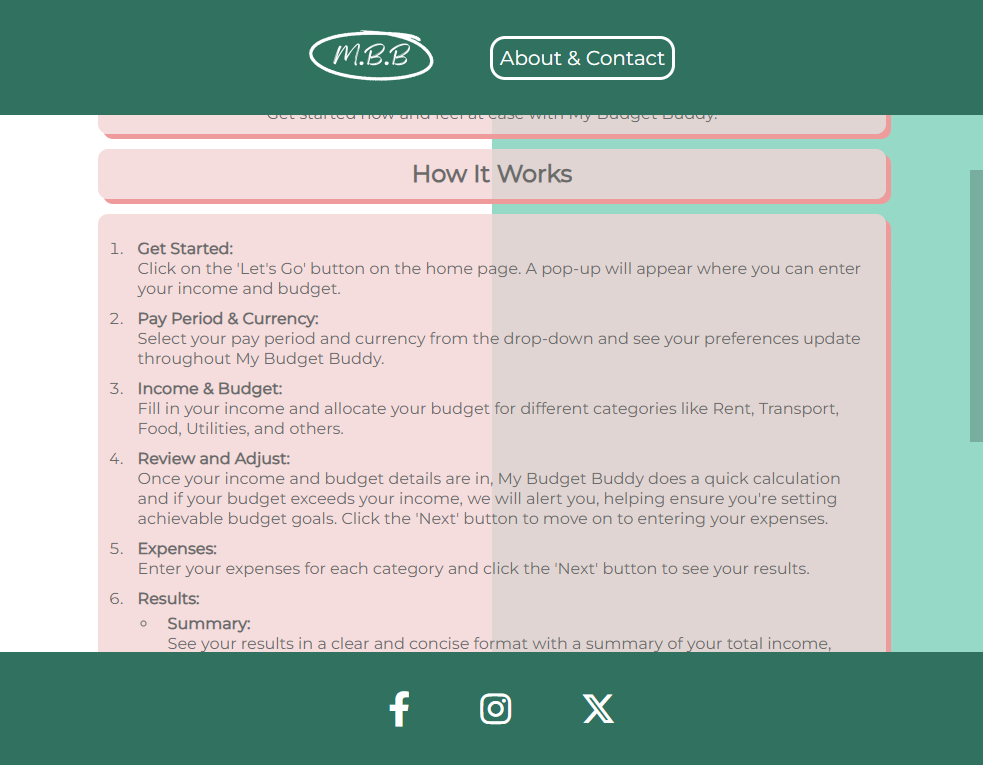 M.B.B
About & Contact
Get started now and feel at ease with My Budget Buddy.
How It Works
1. Get Started:
Click on the 'Let's Go' button on the home page. A pop-up will appear where you can enter
your income and budget.
2. Pay Period & Currency:
Select your pay period and currency from the drop-down and see your preferences update
throughout My Budget Buddy.
3. Income & Budget:
Fill in your income and allocate your budget for different categories like Rent, Transport,
Food, Utilities, and others.
4. Review and Adjust:
Once your income and budget details are in, My Budget Buddy does a quick calculation
and if your budget exceeds your income, we will alert you, helping ensure you're setting
achievable budget goals. Click the 'Next' button to move on to entering your expenses.
5. Expenses:
Enter your expenses for each category and click the 'Next' button to see your results.
6. Results:
Summary:
See your results in a clear and concise format with a summary of your total income,